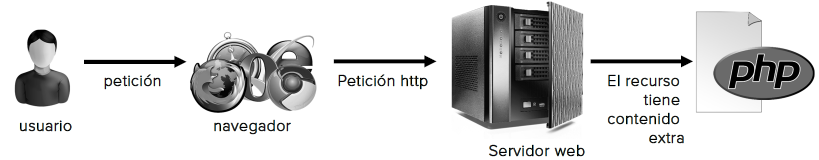 petición
Petición http
El recurso
tiene
contenido
extra
php
usuario
navegador
Servidor web